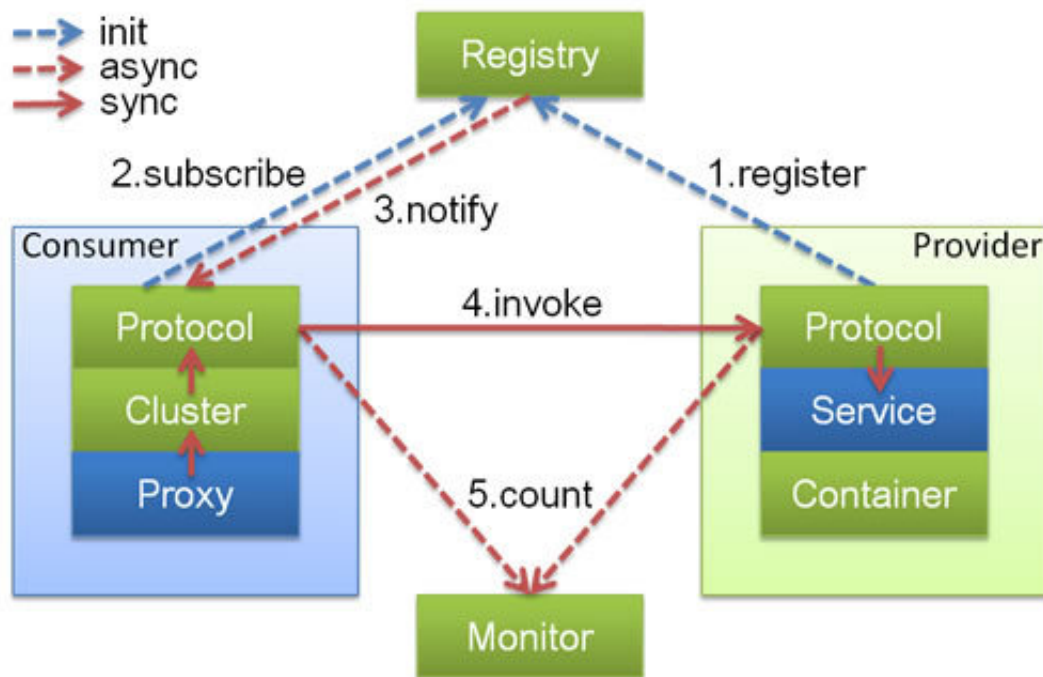 init
async
sync
Registry
2.subscribe
1.register
3.notify
Consumer
Provider
Protocol
4.invoke
Protocol
Cluster
Service
Proxy
5.count
Container
Monitor